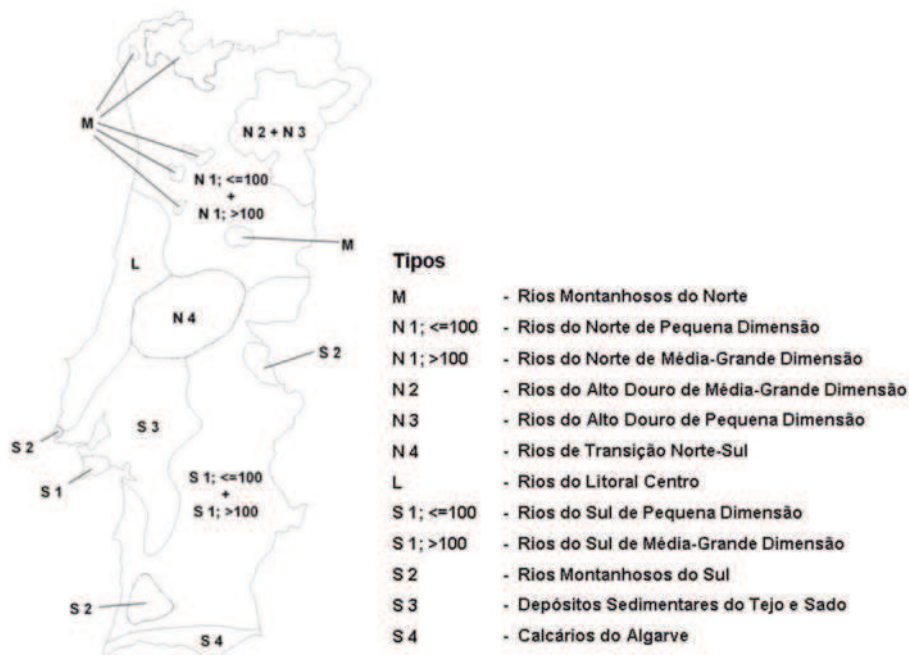 M
N 2 + N 3
N 1; <=100
+
N 1; >100
M
L
N 4
S 2
S 3
S 2
S 1
S 1; <=100
+
S 1; >100
S 2
S 4
Tipos
M - Rios Montanhosos do Norte
N 1; <=100 - Rios do Norte de Pequena Dimensão
N 1; >100 - Rios do Norte de Média-Grande Dimensão
N 2 - Rios do Alto Douro de Média-Grande Dimensão
N 3 - Rios do Alto Douro de Pequena Dimensão
N 4 - Rios de Transição Norte-Sul
L - Rios do Litoral Centro
S 1; <=100 - Rios do Sul de Pequena Dimensão
S 1; >100 - Rios do Sul de Média-Grande Dimensão
S 2 - Rios Montanhosos do Sul
S 3 - Depósitos Sedimentares do Tejo e Sado
S 4 - Calcários do Algarve